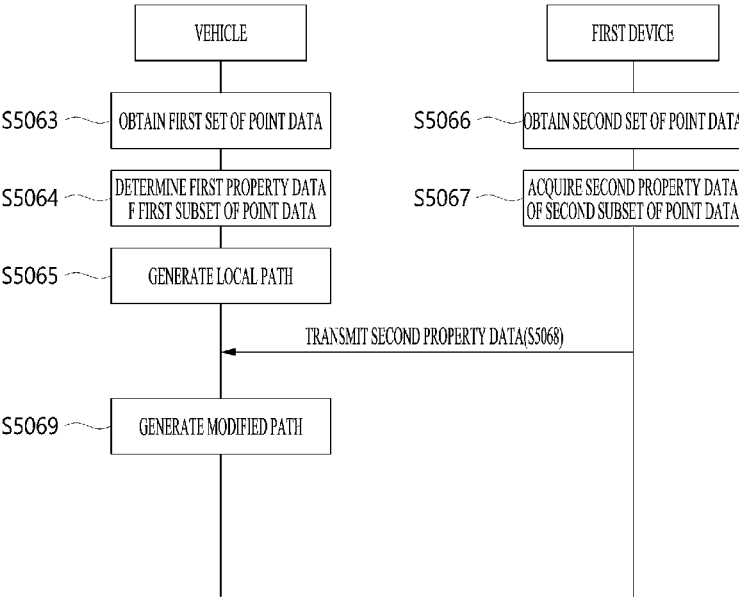 VEHICLE
FIRST DEVICE
S5063
OBTAIN FIRST SET OF POINT DATA
S5066
OBTAIN SECOND SET OF POINT DATA
S5064
DETERMINE FIRST PROPERTY DATA
F FIRST SUBSET OF POINT DATA
S5067
ACQUIRE SECOND PROPERTY DATA
OF SECOND SUBSET OF POINT DATA
S5065
GENERATE LOCAL PATH
TRANSMIT SECOND PROPERTY DATA(S5068)
S5069
GENERATE MODIFIED PATH